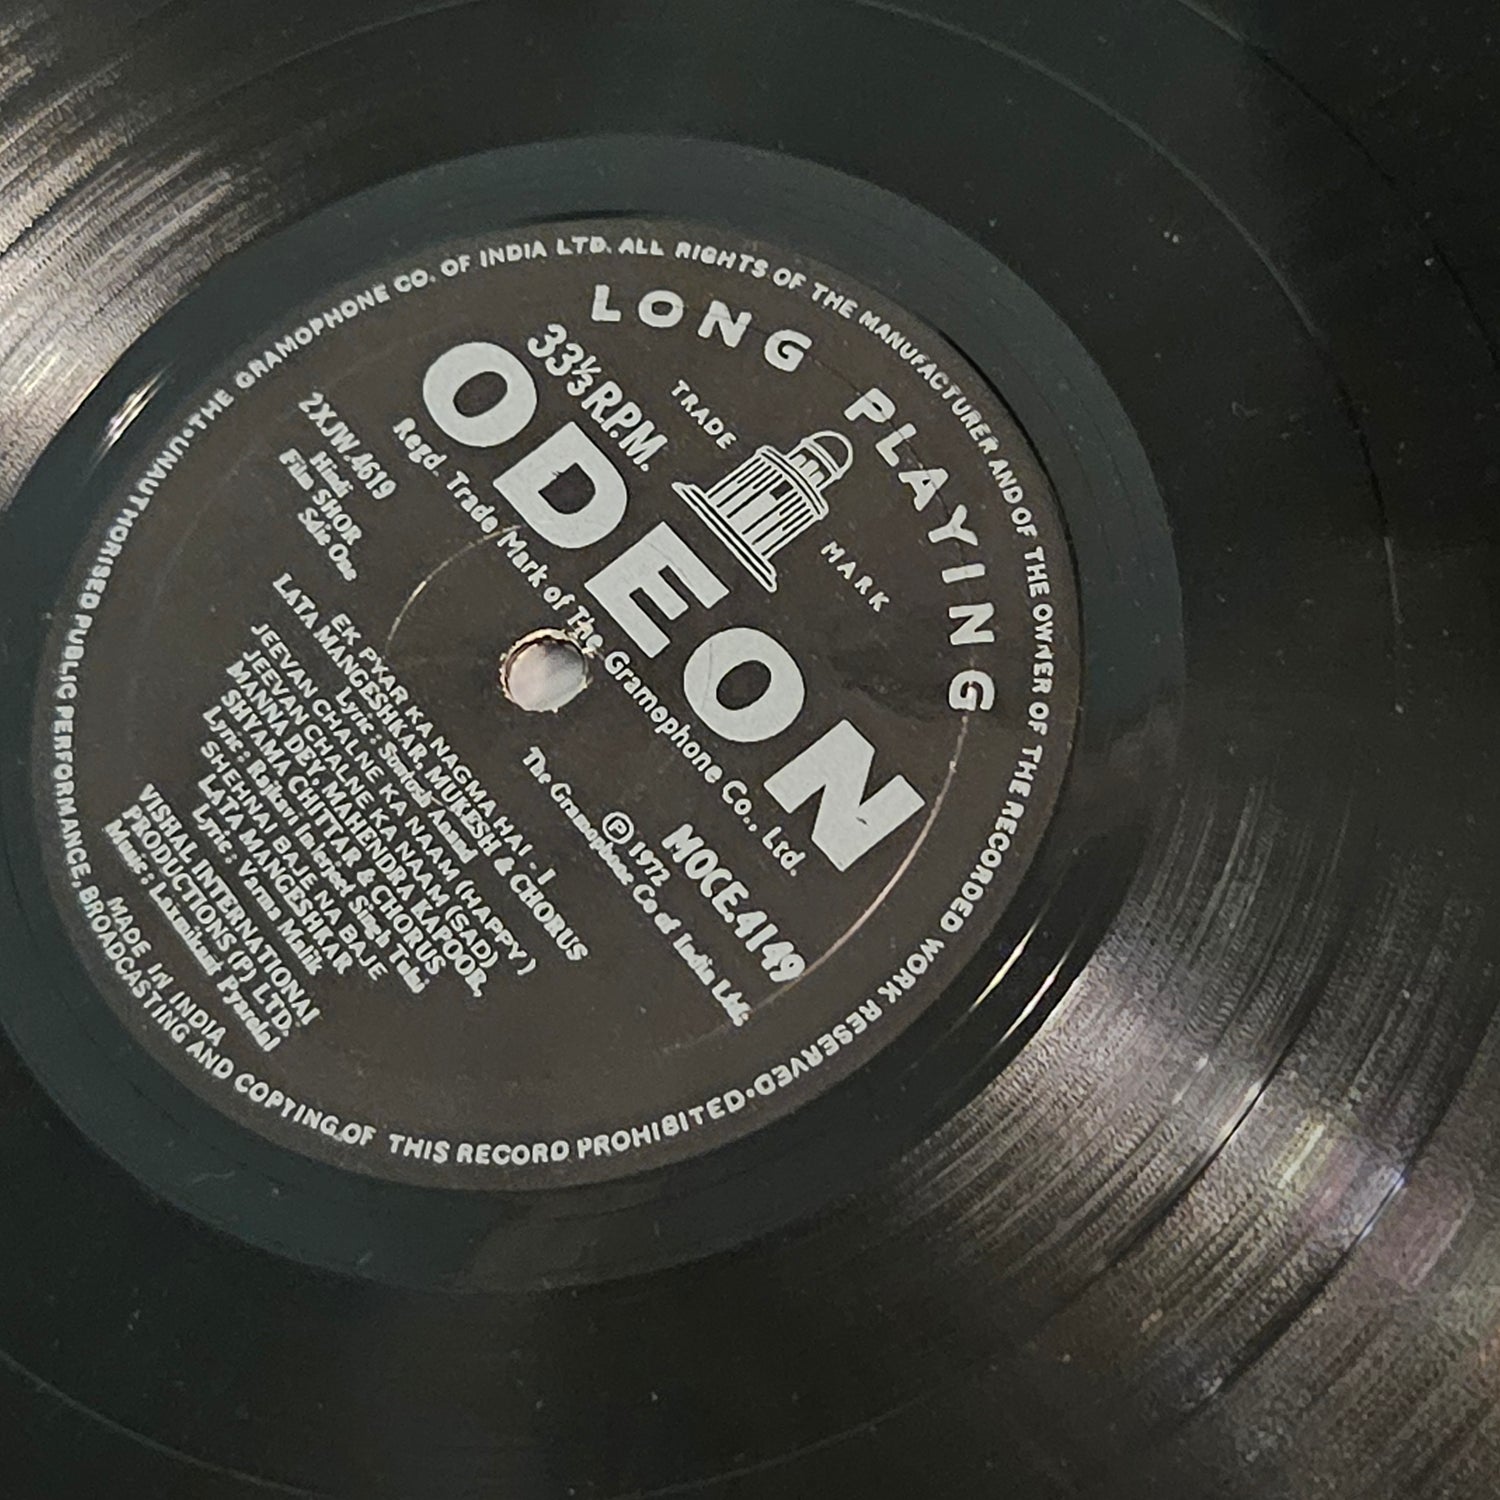 THE GRAMOPHONE CO. OF INDIA LTD. ALL RIGHTS OF THE MANUFACTURER AND OF THE OWNER OF THE RECORDED WORK RESERVED•UNAUTHORISED PUBLIC PERFORMANCE, BROADCASTING AND COPYING.OF THIS RECORD PROHIBITED•
LONG PLAYING
33⅓ R.P.M.
TRADE MARK
ODEON
Regd. Trade Mark of The Gramophone Co., Ltd.
2XJW.4619
Hindi
Film SHOR
Side One
MOCE.4149
Ⓟ 1972
The Gramophone Co of India Ltd.
EK PYAR KA NAGMA HAI - I
LATA MANGESHKAR, MUKESH & CHORUS
Lyric : Santosh Anand
JEEVAN CHALNE KA NAAM (HAPPY)
JEEVAN CHALNE KA NAAM (SAD)
MANNA DEY, MAHENDRA KAPOOR,
SHYAMA CHITTAR & CHORUS
Lyric : Rajkavi Inderjeet Singh Tulsi
SHEHNAI BAJE NA BAJE
LATA MANGESHKAR
Lyric : Varma Malik
VISHAL INTERNATIONAL
PRODUCTIONS (P) LTD.
Music : Laxmikant Pyarelal
MADE IN INDIA